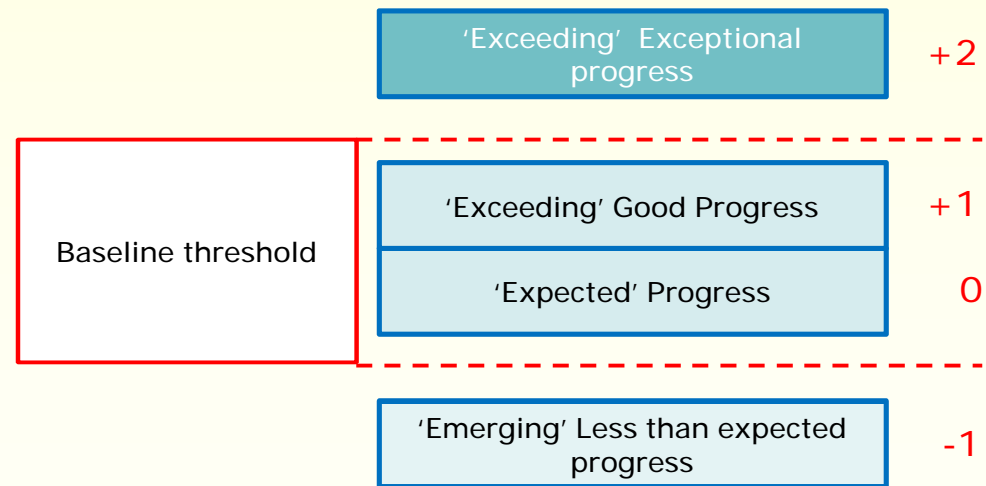 ‘Exceeding’ Exceptional
progress
+2
Baseline threshold
‘Exceeding’ Good Progress
+1
‘Expected’ Progress
0
‘Emerging’ Less than expected
progress
-1